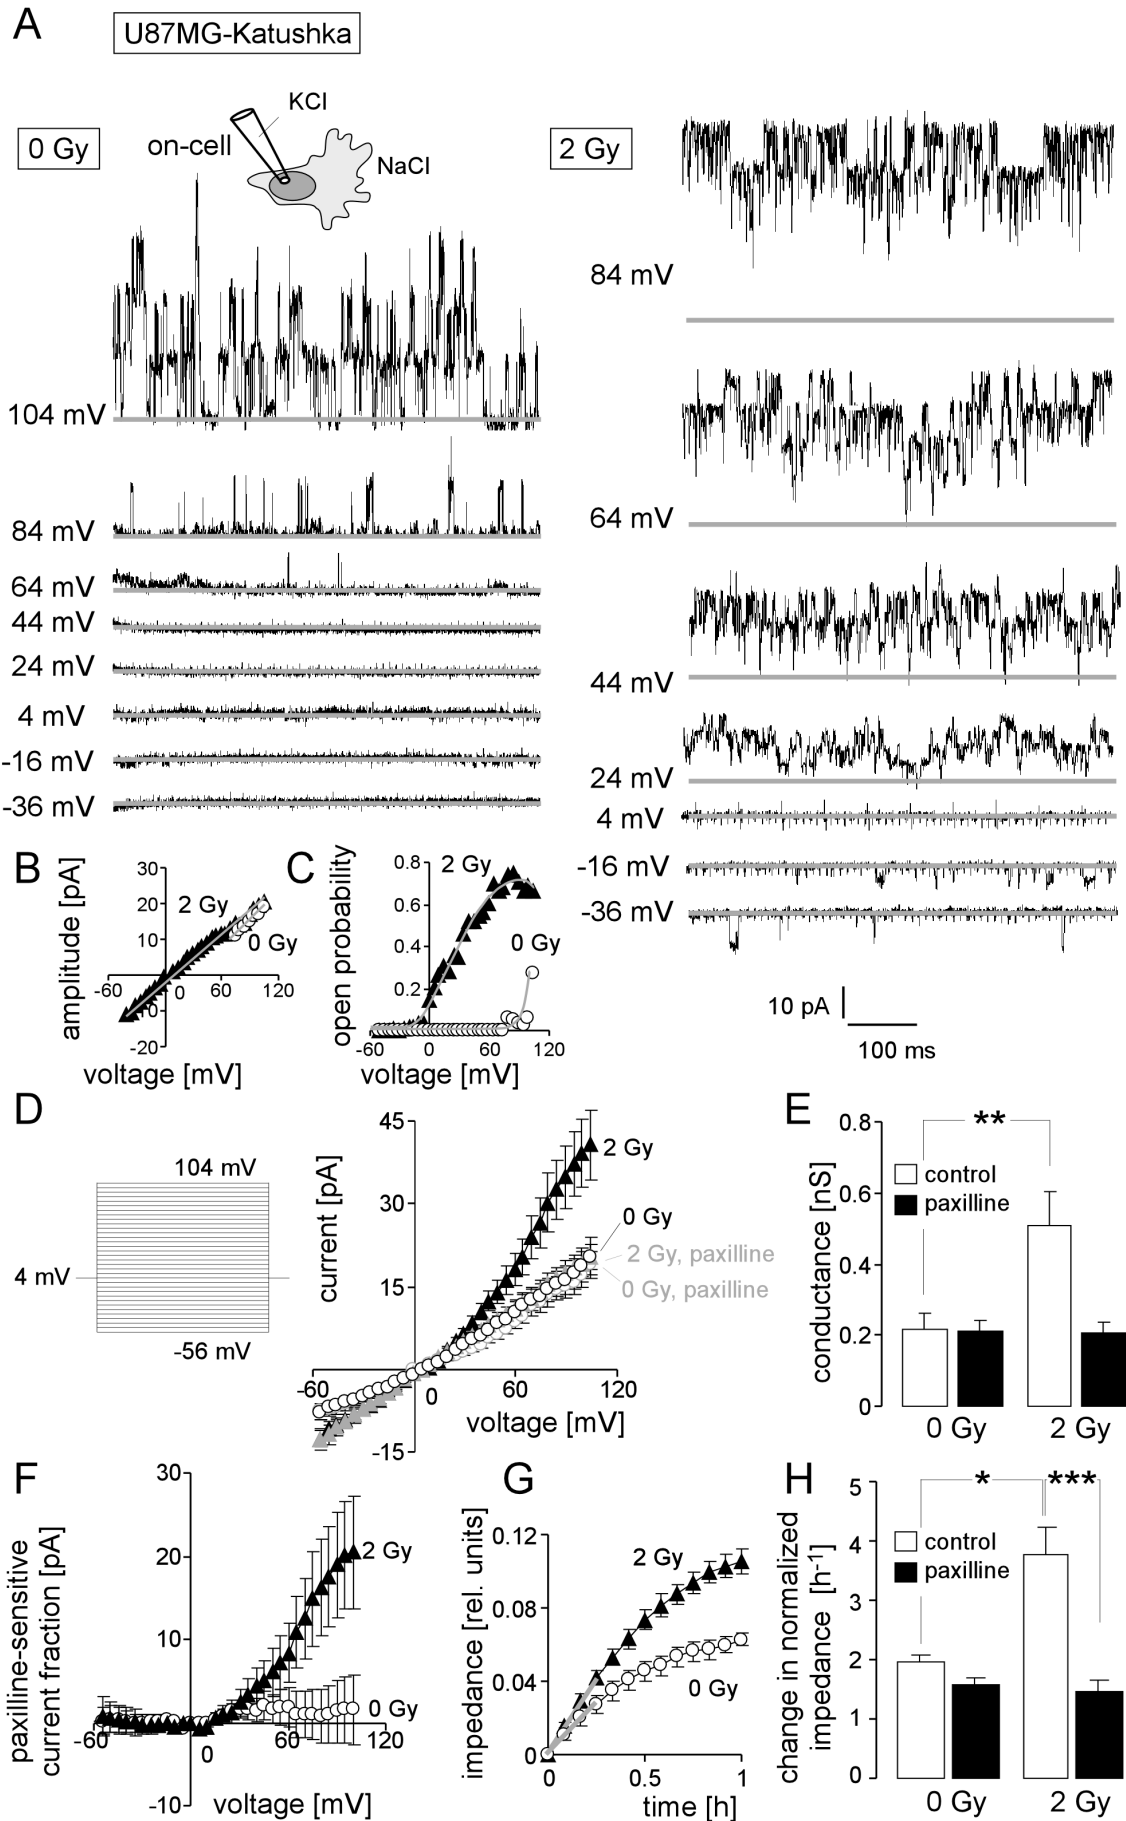 A
U87MG-Katushka
0 Gy
on-cell
KCl
NaCl
104 mV
84 mV
64 mV
44 mV
24 mV
4 mV
-16 mV
-36 mV
2 Gy
84 mV
64 mV
44 mV
24 mV
4 mV
-16 mV
-36 mV
10 pA
100 ms
B
amplitude [pA]
30
20
10
-10
-20
-60
0
60
120
2 Gy
0 Gy
voltage [mV]
C
open probability
0.8
0.6
0.4
0.2
-60
0
60
120
2 Gy
0 Gy
voltage [mV]
D
104 mV
4 mV
-56 mV
current [pA]
45
30
15
-15
-60
0
60
120
2 Gy
0 Gy
2 Gy, paxilline
0 Gy, paxilline
voltage [mV]
E
conductance [nS]
0.8
0.6
0.4
0.2
0
**
control
paxilline
0 Gy
2 Gy
F
paxilline-sensitive
current fraction [pA]
30
20
10
-10
-60
0
60
120
2 Gy
0 Gy
voltage [mV]
G
impedance [rel. units]
0.12
0.08
0.04
0
0
0.5
1
2 Gy
0 Gy
time [h]
H
change in normalized
impedance [h-1]
5
4
3
2
1
0
*
***
control
paxilline
0 Gy
2 Gy